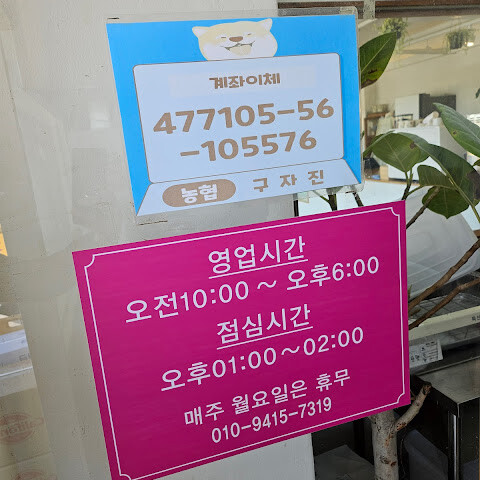 계좌이체
477105-56
-105576
농협 구자진
영업시간
오전10:00 ~ 오후6:00
점심시간
오후01:00~02:00
매주 월요일은 휴무
010-9415-7319